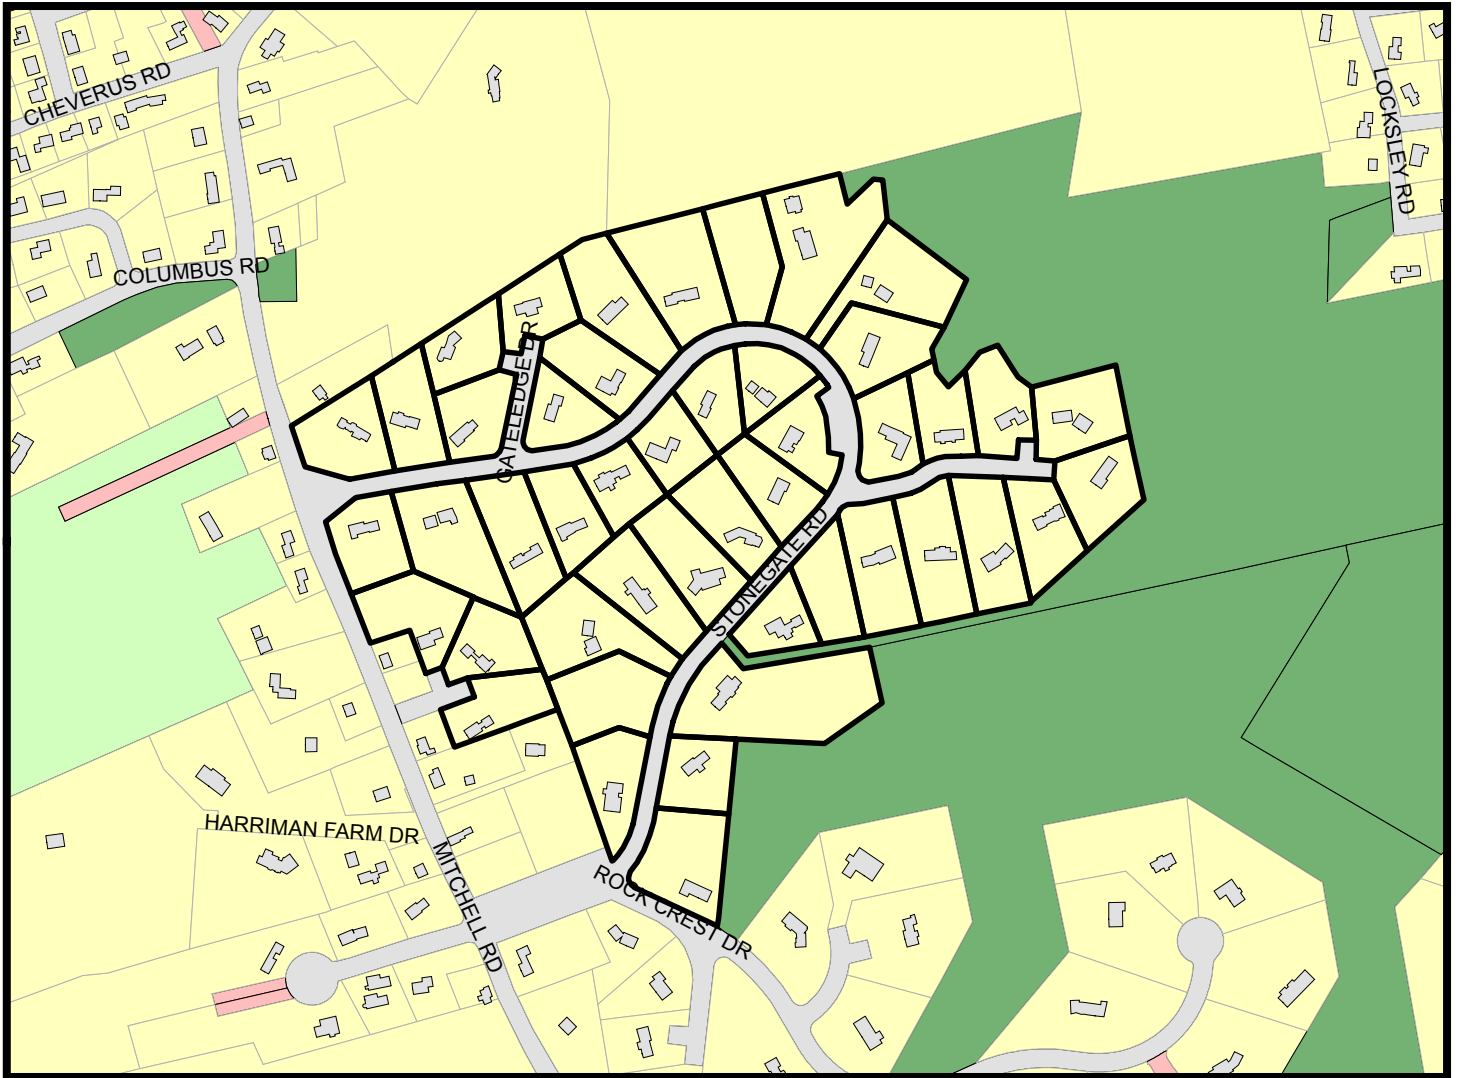 CHEVERUS RD
LOCKSLEY RD
COLUMBUS RD
GATELEDGE DR
STONEGATE RD
HARRIMAN FARM DR
MITCHELL RD
ROCK CREST DR